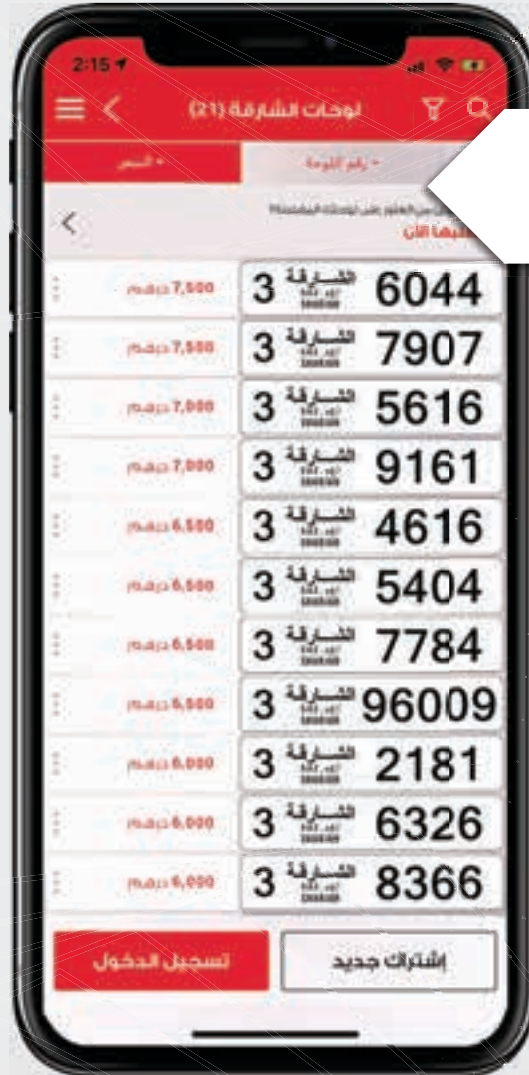 2:15
لوحات الشارقة (21)
رقم اللوحة
السعر
الآن
6044 الشارقة 3 7,500 درهم
7907 الشارقة 3 7,500 درهم
5616 الشارقة 3 7,000 درهم
9161 الشارقة 3 7,000 درهم
4616 الشارقة 3 6,500 درهم
5404 الشارقة 3 6,500 درهم
7784 الشارقة 3 6,500 درهم
96009 الشارقة 3 6,500 درهم
2181 الشارقة 3 6,000 درهم
6326 الشارقة 3 6,000 درهم
8366 الشارقة 3 6,000 درهم
إشتراك جديد
تسجيل الدخول